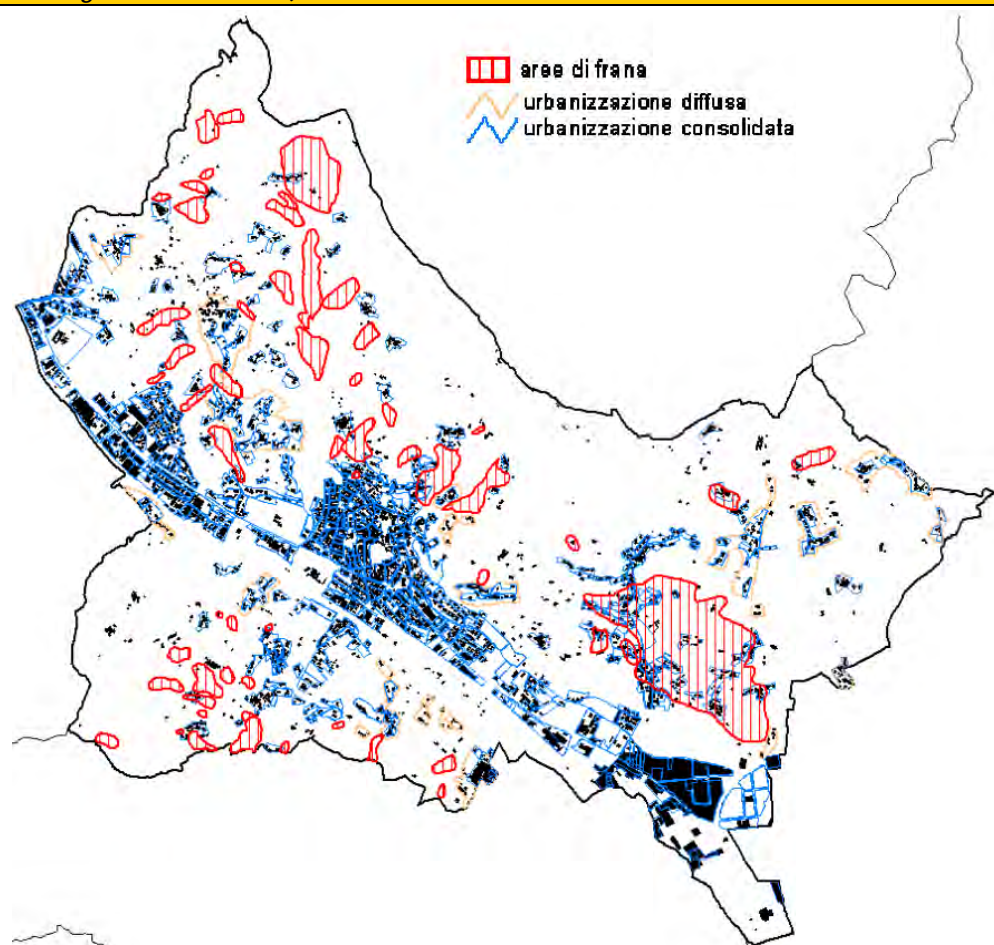 aree di frana
urbanizzazione diffusa
urbanizzazione consolidata